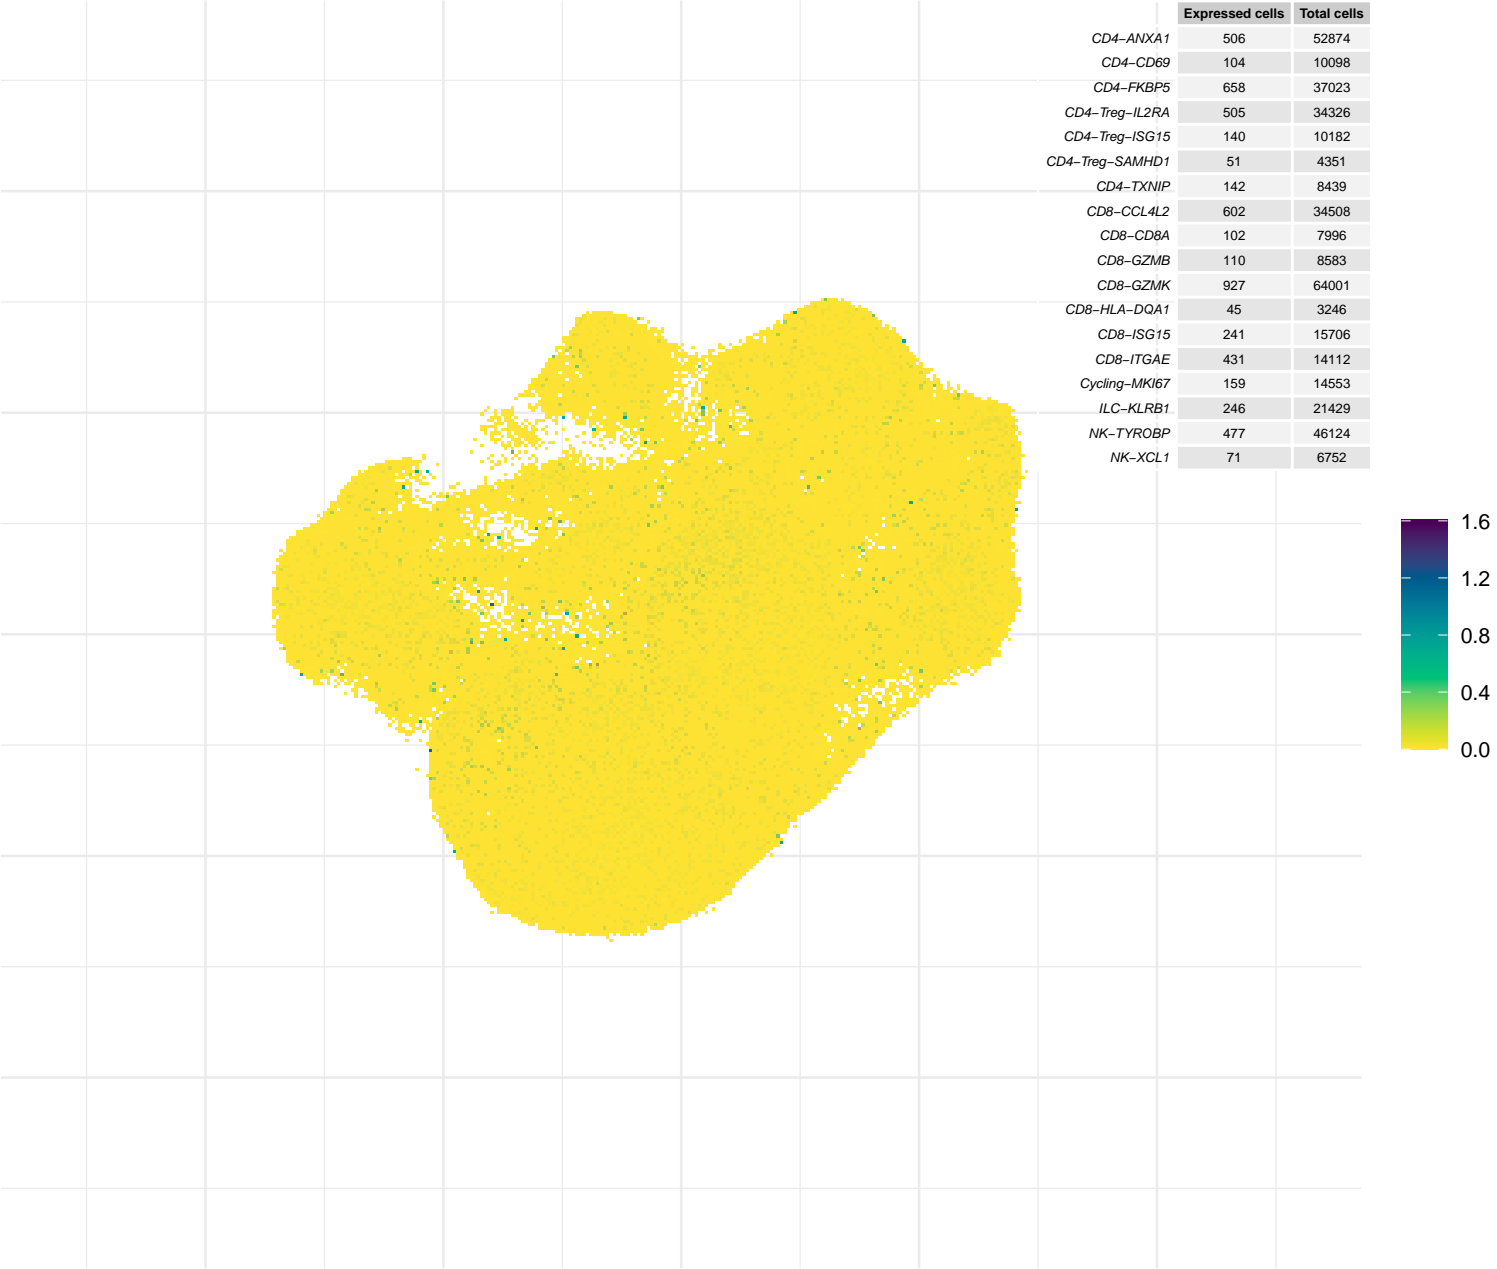 Expressed cells Total cells
CD4−ANXA1 506 52874
CD4−CD69 104 10098
CD4−FKBP5 658 37023
CD4−Treg−IL2RA 505 34326
CD4−Treg−ISG15 140 10182
CD4−Treg−SAMHD1 51 4351
CD4−TXNIP 142 8439
CD8−CCL4L2 602 34508
CD8−CD8A 102 7996
CD8−GZMB 110 8583
CD8−GZMK 927 64001
CD8−HLA−DQA1 45 3246
CD8−ISG15 241 15706
CD8−ITGAE 431 14112
Cycling−MKI67 159 14553
ILC−KLRB1 246 21429
NK−TYROBP 477 46124
NK−XCL1 71 6752
1.6
1.2
0.8
0.4
0.0